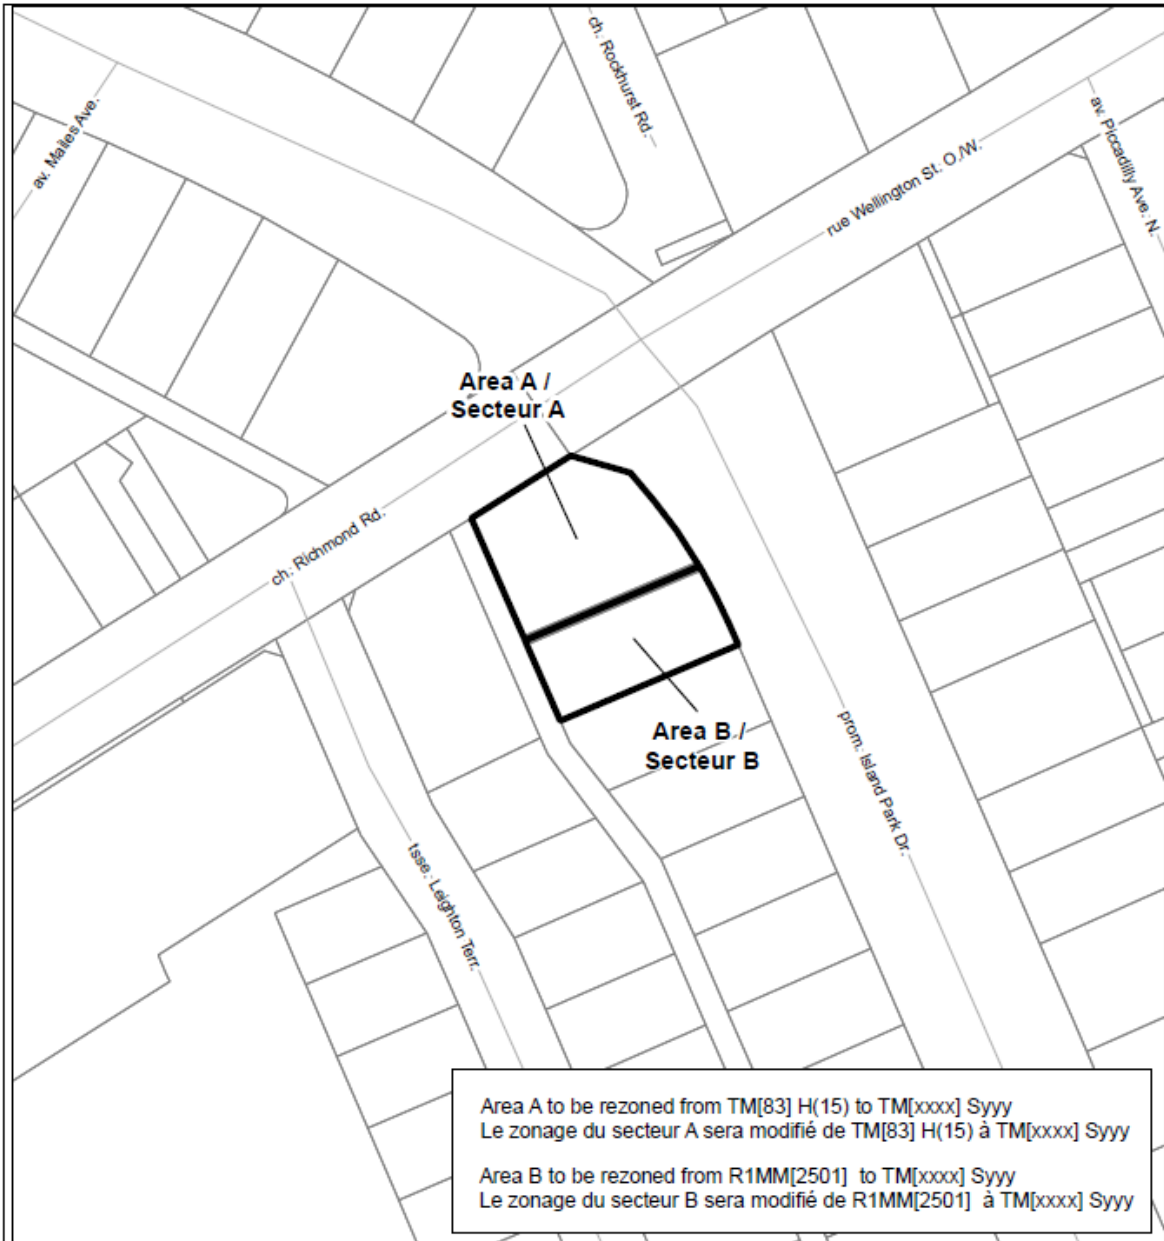 ch. Rockhurst Rd.
av. Mailes Ave.
av. Piccadilly Ave. N.
rue Wellington St. O./W.
Area A /
Secteur A
ch. Richmond Rd.
Area B /
Secteur B
prom. Island Park Dr.
tsse. Leighton Terr.
Area A to be rezoned from TM[83] H(15) to TM[xxxx] Syyy
Le zonage du secteur A sera modifié de TM[83] H(15) à TM[xxxx] Syyy
Area B to be rezoned from R1MM[2501] to TM[xxxx] Syyy
Le zonage du secteur B sera modifié de R1MM[2501] à TM[xxxx] Syyy